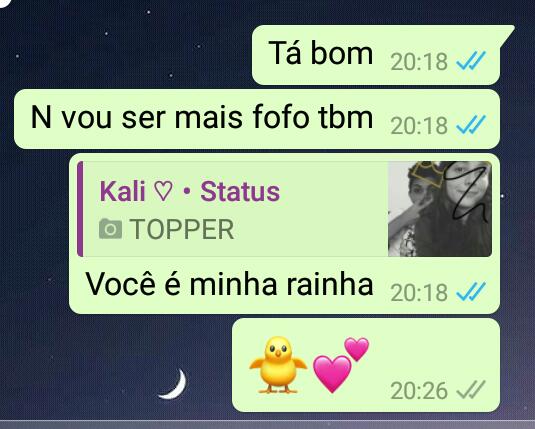 Tá bom 20:18
N vou ser mais fofo tbm 20:18
Kali ♡ • Status
TOPPER
Você é minha rainha 20:18
🐥💕 20:26